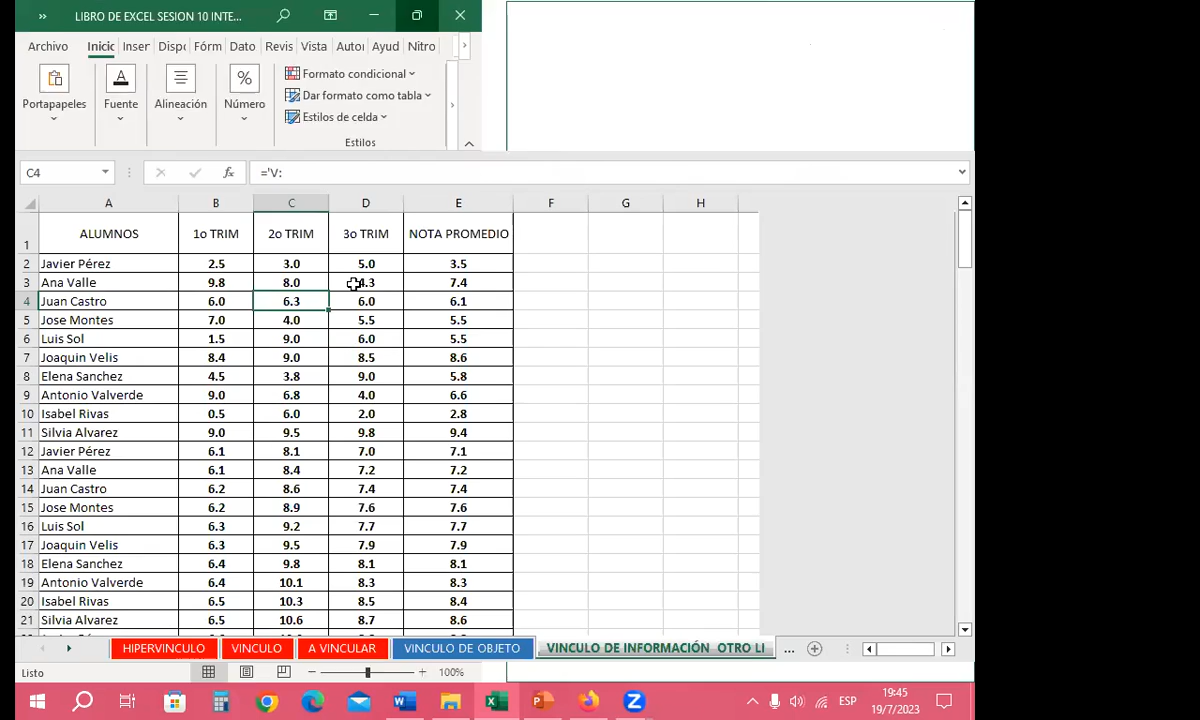 » LIBRO DE EXCEL SESION 10 INTE...
Archivo Inicic Inser Dispo Fórm Dato Revis Vista Autor Ayud Nitro
Portapapeles Fuente Alineación Número
Formato condicional
Dar formato como tabla
Estilos de celda
Estilos
C4 fx ='V:
A B C D E F G H
1 ALUMNOS 1o TRIM 2o TRIM 3o TRIM NOTA PROMEDIO
2 Javier Pérez 2.5 3.0 5.0 3.5
3 Ana Valle 9.8 8.0 4.3 7.4
4 Juan Castro 6.0 6.3 6.0 6.1
5 Jose Montes 7.0 4.0 5.5 5.5
6 Luis Sol 1.5 9.0 6.0 5.5
7 Joaquin Velis 8.4 9.0 8.5 8.6
8 Elena Sanchez 4.5 3.8 9.0 5.8
9 Antonio Valverde 9.0 6.8 4.0 6.6
10 Isabel Rivas 0.5 6.0 2.0 2.8
11 Silvia Alvarez 9.0 9.5 9.8 9.4
12 Javier Pérez 6.1 8.1 7.0 7.1
13 Ana Valle 6.1 8.4 7.2 7.2
14 Juan Castro 6.2 8.6 7.4 7.4
15 Jose Montes 6.2 8.9 7.6 7.6
16 Luis Sol 6.3 9.2 7.7 7.7
17 Joaquin Velis 6.3 9.5 7.9 7.9
18 Elena Sanchez 6.4 9.8 8.1 8.1
19 Antonio Valverde 6.4 10.1 8.3 8.3
20 Isabel Rivas 6.5 10.3 8.5 8.4
21 Silvia Alvarez 6.5 10.6 8.7 8.6
HIPERVINCULO VINCULO A VINCULAR VINCULO DE OBJETO VINCULO DE INFORMACIÓN OTRO LI ...
Listo 100%
ESP 19:45
19/7/2023